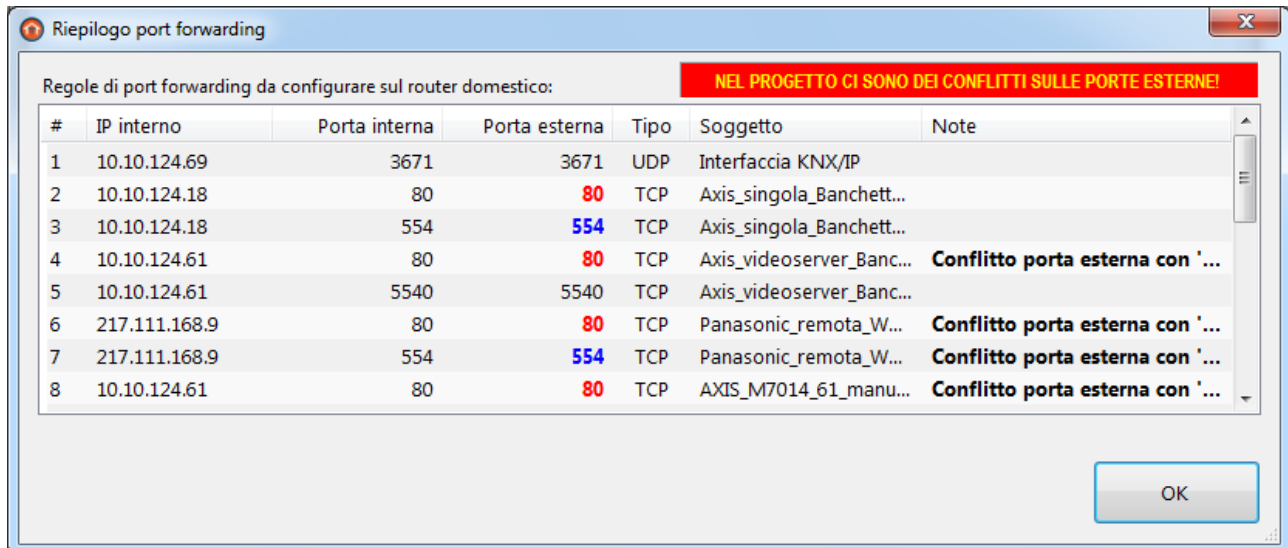 Riepilogo port forwarding
Regole di port forwarding da configurare sul router domestico:
NEL PROGETTO CI SONO DEI CONFLITTI SULLE PORTE ESTERNE!
# IP interno Porta interna Porta esterna Tipo Soggetto Note
1 10.10.124.69 3671 3671 UDP Interfaccia KNX/IP
2 10.10.124.18 80 80 TCP Axis_singola_Banchett...
3 10.10.124.18 554 554 TCP Axis_singola_Banchett...
4 10.10.124.61 80 80 TCP Axis_videoserver_Banc... Conflitto porta esterna con '...
5 10.10.124.61 5540 5540 TCP Axis_videoserver_Banc...
6 217.111.168.9 80 80 TCP Panasonic_remota_W... Conflitto porta esterna con '...
7 217.111.168.9 554 554 TCP Panasonic_remota_W... Conflitto porta esterna con '...
8 10.10.124.61 80 80 TCP AXIS_M7014_61_manu... Conflitto porta esterna con '...
OK